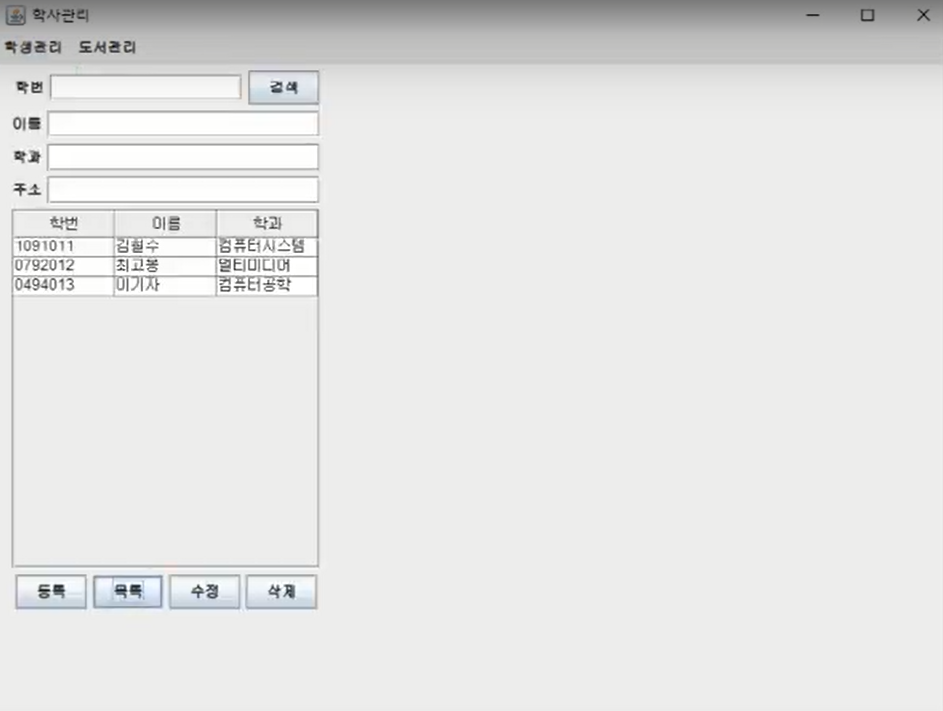 학사관리
학생관리 도서관리
학번 검색
이름
학과
주소
학번 이름 학과
1091011 김철수 컴퓨터시스템
0792012 최고봉 멀티미디어
0494013 이기자 컴퓨터공학
등록 목록 수정 삭제